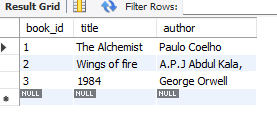 Result Grid Filter Rows:
book_id title author
1 The Alchemist Paulo Coelho
2 Wings of fire A.P.J Abdul Kala,
3 1984 George Orwell
NULL NULL NULL